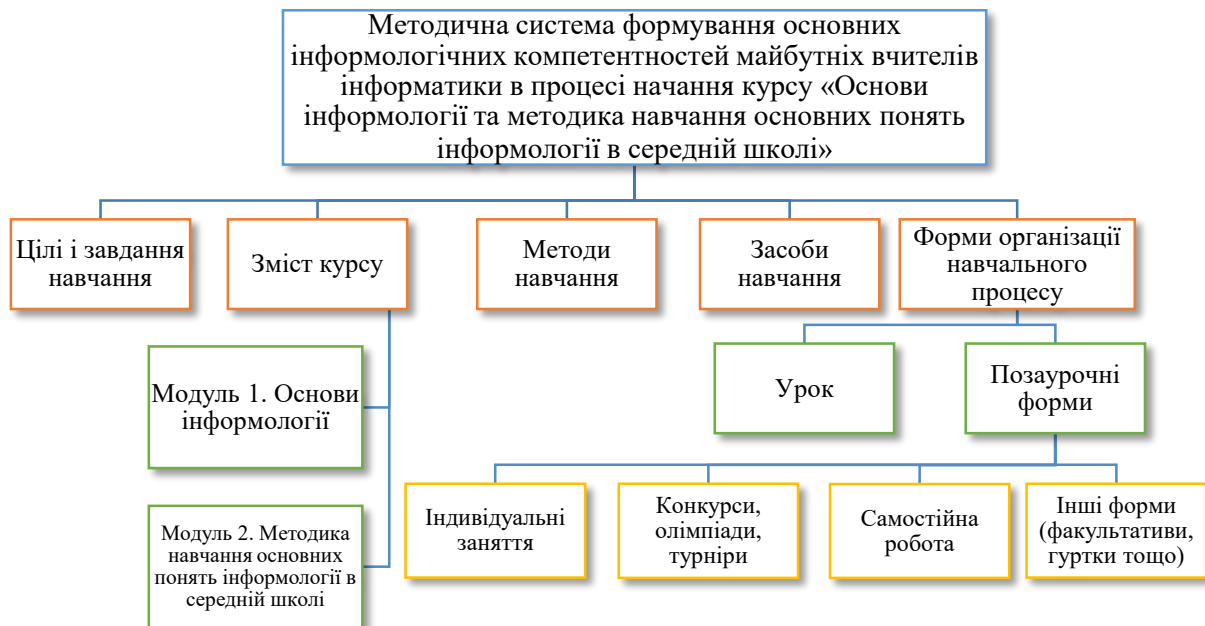 Методична система формування основних
інформологічних компетентностей майбутніх вчителів
інформатики в процесі начання курсу «Основи
інформології та методика навчання основних понять
інформології в середній школі»
Цілі і завдання
навчання
Зміст курсу
Методи
навчання
Засоби
навчання
Форми організації
навчального
процесу
Модуль 1. Основи
інформології
Модуль 2. Методика
навчання основних
понять інформології в
середній школі
Урок
Позаурочні
форми
Індивідуальні
заняття
Конкурси,
олімпіади,
турніри
Самостійна
робота
Інші форми
(факультативи,
гуртки тощо)